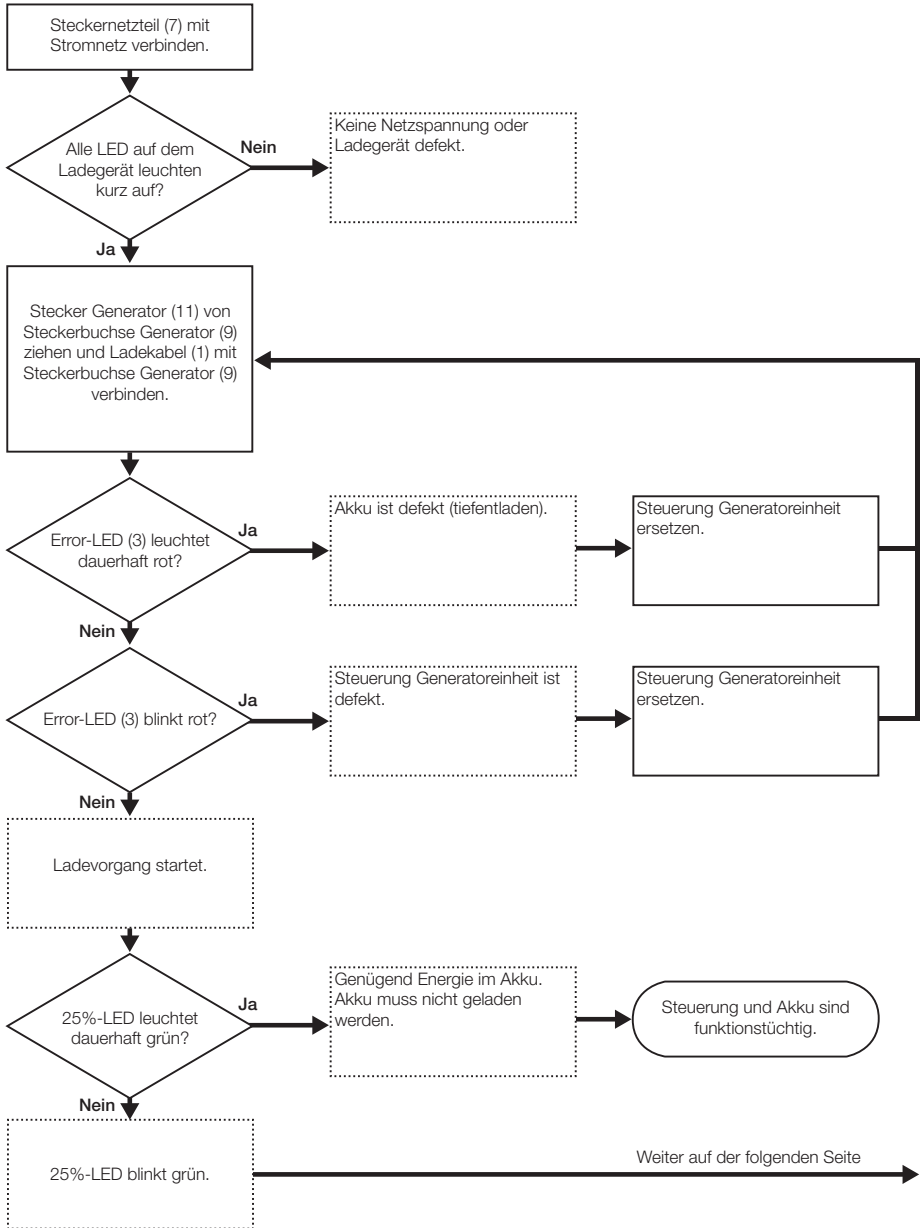 Steckernetzteil (7) mit
Stromnetz verbinden.
Alle LED auf dem
Ladegerät leuchten
kurz auf?
Nein
Keine Netzspannung oder
Ladegerät defekt.
Ja
Stecker Generator (11) von
Steckerbuchse Generator (9)
ziehen und Ladekabel (1) mit
Steckerbuchse Generator (9)
verbinden.
Error-LED (3) leuchtet
dauerhaft rot?
Ja
Akku ist defekt (tiefentladen).
Steuerung Generatoreinheit
ersetzen.
Nein
Error-LED (3) blinkt rot?
Ja
Steuerung Generatoreinheit ist
defekt.
Steuerung Generatoreinheit
ersetzen.
Nein
Ladevorgang startet.
25%-LED leuchtet
dauerhaft grün?
Ja
Genügend Energie im Akku.
Akku muss nicht geladen
werden.
Steuerung und Akku sind
funktionstüchtig.
Nein
25%-LED blinkt grün.
Weiter auf der folgenden Seite